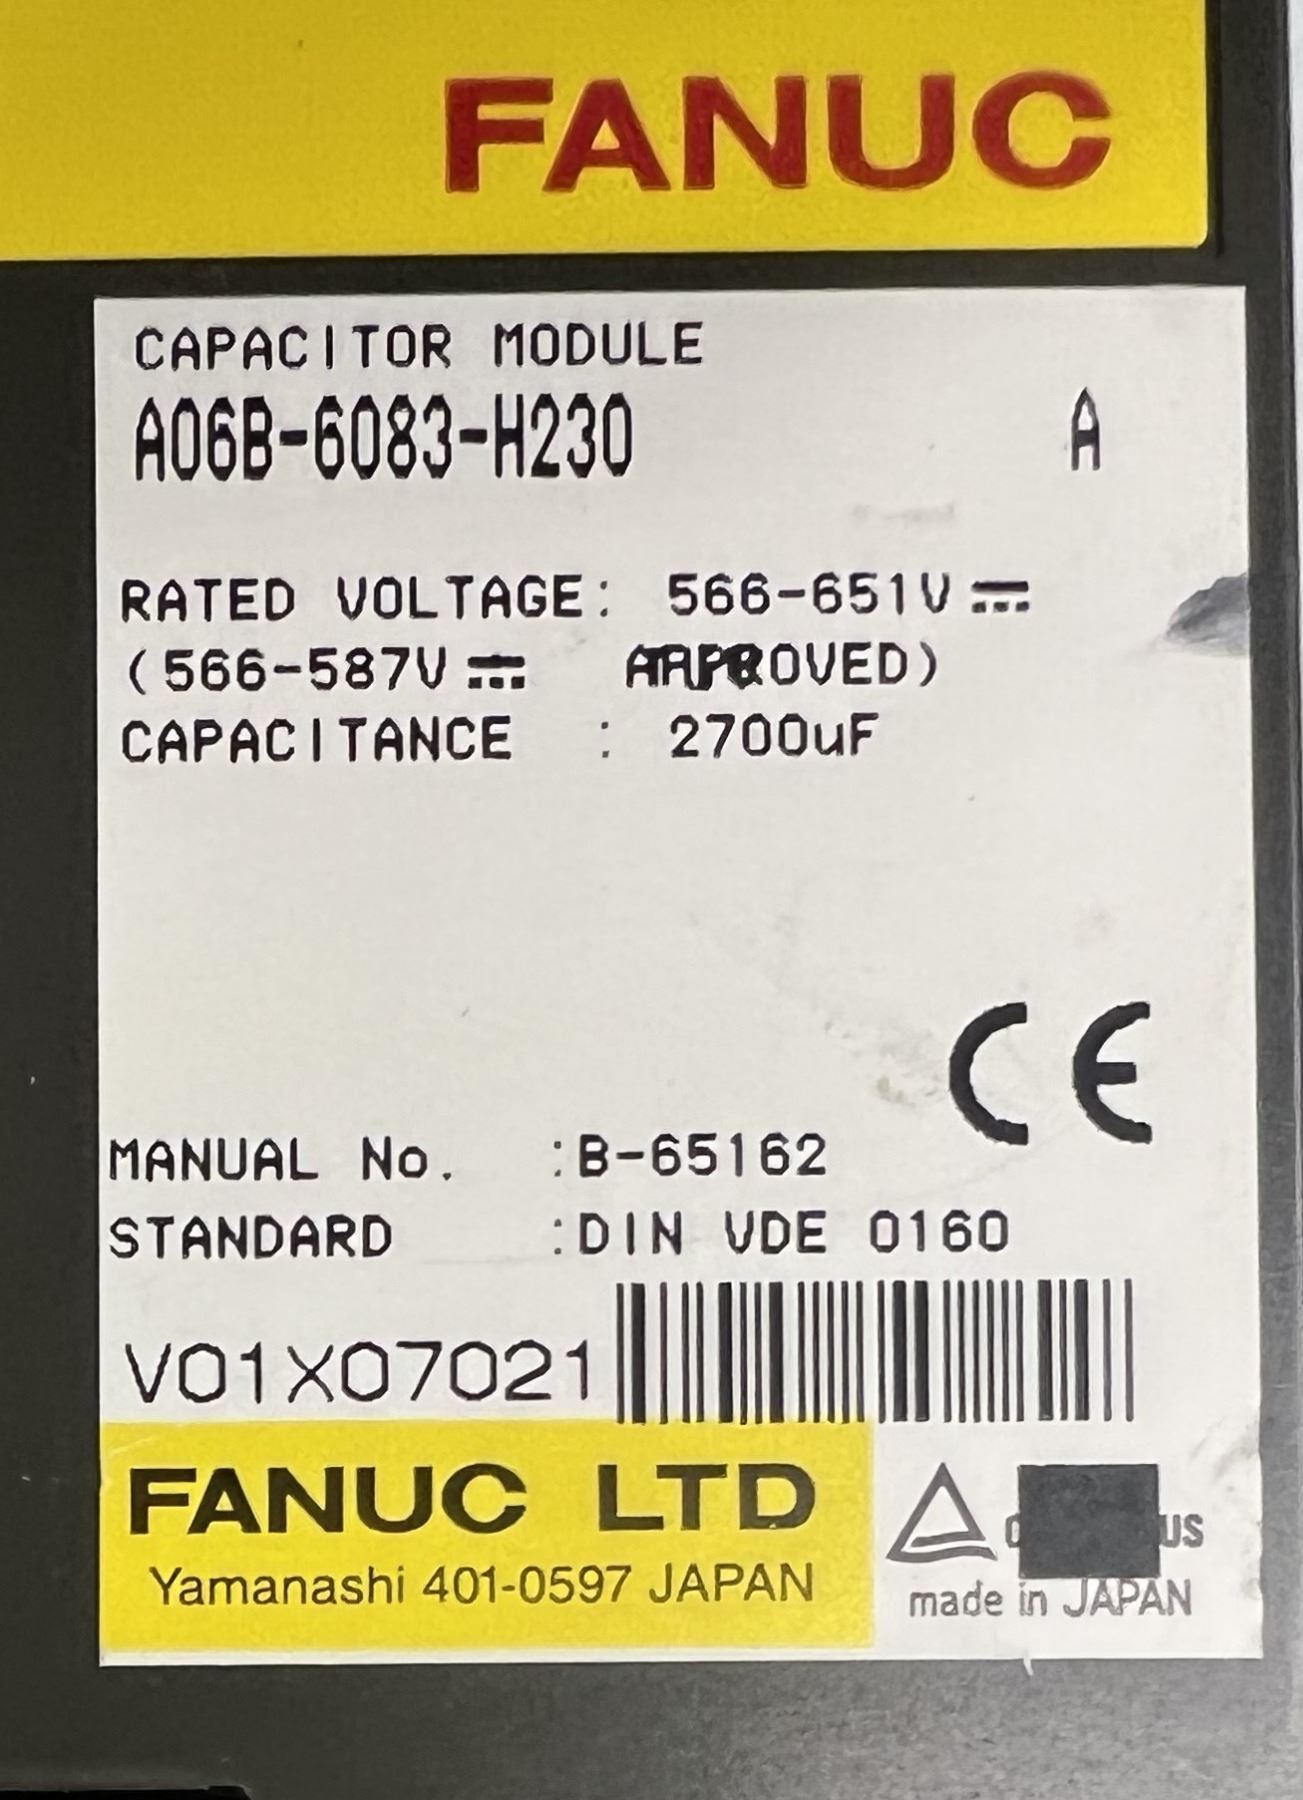 FANUC
CAPACITOR MODULE
A06B-6083-H230 A
RATED VOLTAGE: 566-651V
(566-587V )
CAPACITANCE : 2700uF
CE
MANUAL No. :B-65162
STANDARD :DIN VDE 0160
V01X07021
FANUC LTD
Yamanashi 401-0597 JAPAN
US
made in JAPAN